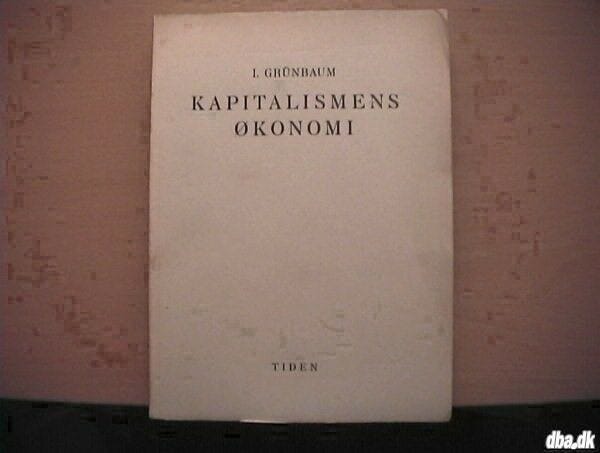 I. GRÜNBAUM
KAPITALISMENS
ØKONOMI
TIDEN
dba.dk